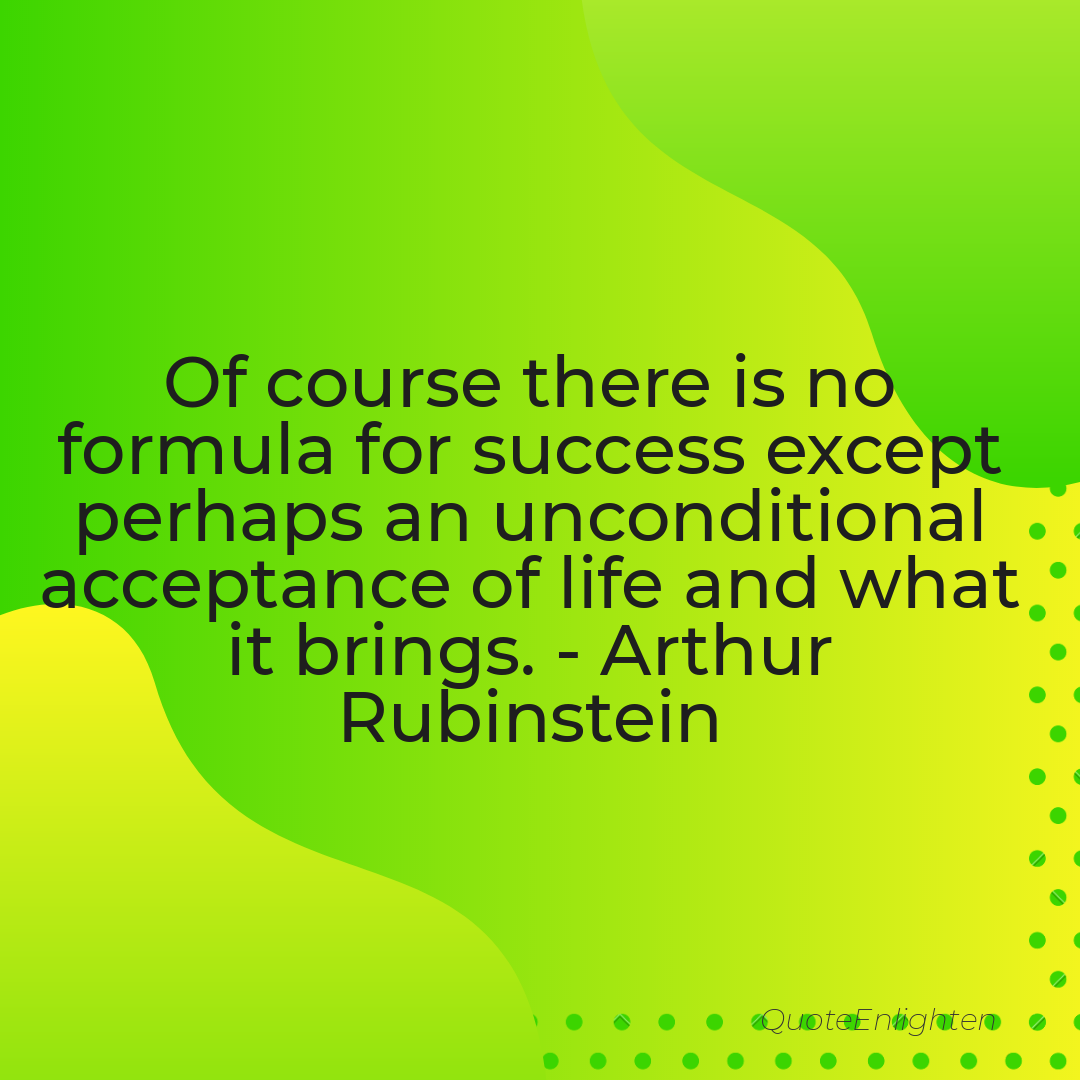 Of course there is no
formula for success except
perhaps an unconditional
acceptance of life and what
it brings. - Arthur
Rubinstein
QuoteEnlighten